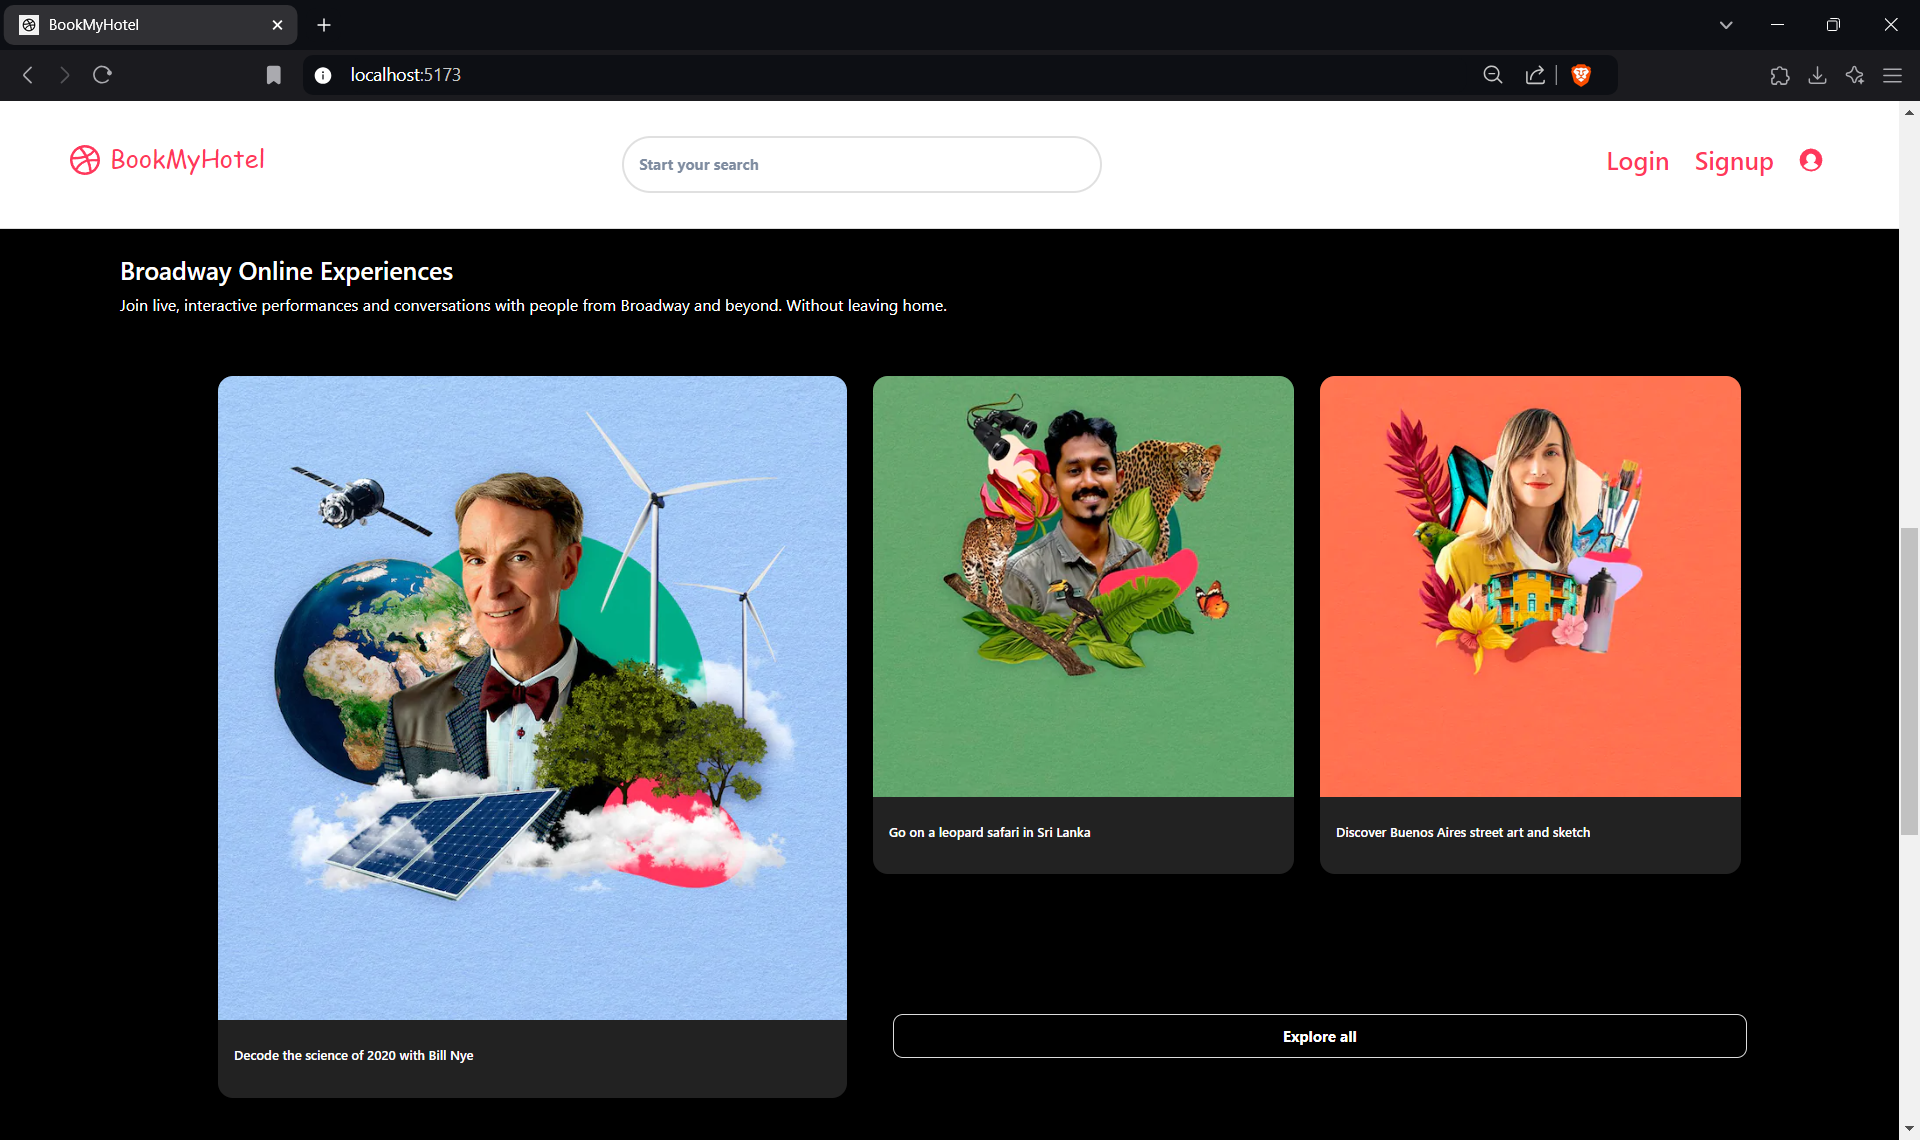 BookMyHotel
localhost:5173
BookMyHotel
Start your search
Login
Signup
Broadway Online Experiences
Join live, interactive performances and conversations with people from Broadway and beyond. Without leaving home.
Go on a leopard safari in Sri Lanka
Discover Buenos Aires street art and sketch
Explore all
Decode the science of 2020 with Bill Nye